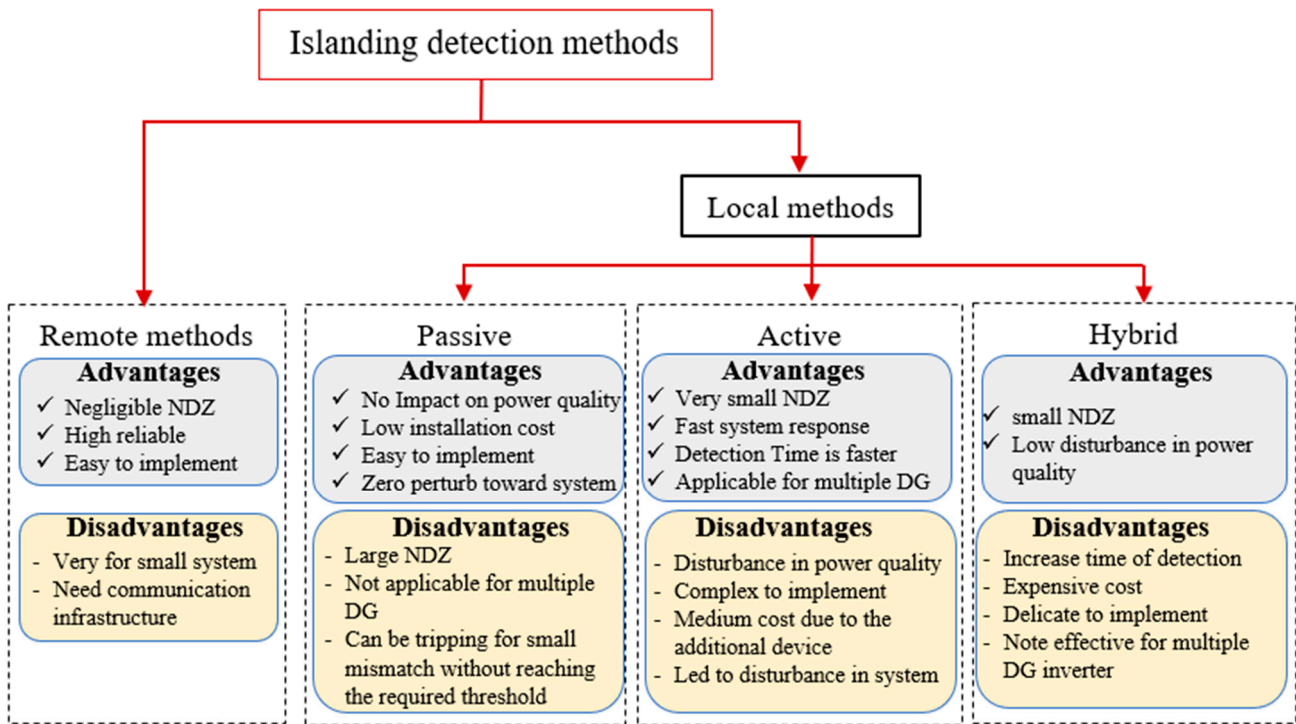 Islanding detection methods
Local methods
Remote methods
Advantages
✓ Negligible NDZ
✓ High reliable
✓ Easy to implement
Disadvantages
- Very for small system
- Need communication
infrastructure
Passive
Advantages
✓ No Impact on power quality
✓ Low installation cost
✓ Easy to implement
✓ Zero perturb toward system
Disadvantages
- Large NDZ
- Not applicable for multiple
DG
- Can be tripping for small
mismatch without reaching
the required threshold
Active
Advantages
✓ Very small NDZ
✓ Fast system response
✓ Detection Time is faster
✓ Applicable for multiple DG
Disadvantages
- Disturbance in power quality
- Complex to implement
- Medium cost due to the
additional device
- Led to disturbance in system
Hybrid
Advantages
✓ small NDZ
✓ Low disturbance in power
quality
Disadvantages
- Increase time of detection
- Expensive cost
- Delicate to implement
- Note effective for multiple
DG inverter